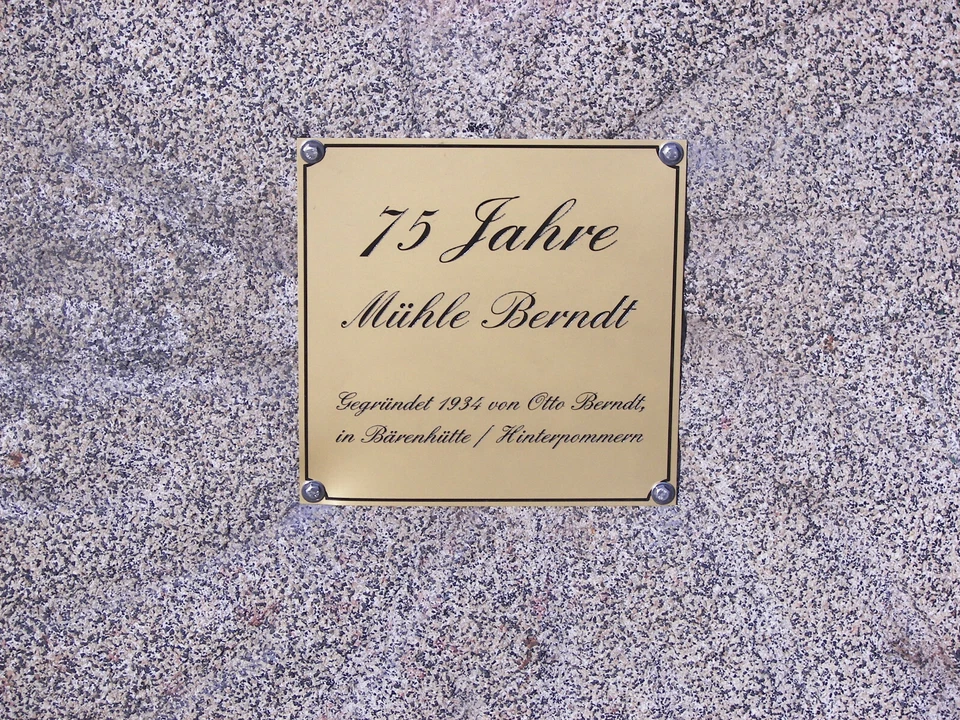 75 Jahre
Mühle Berndt
Gegründet 1934 von Otto Berndt,
in Bärenhütte / Hinterpommern